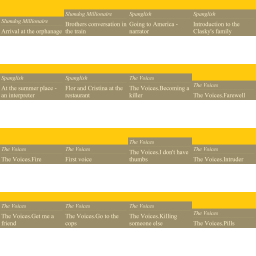 Slumdog Millionaire
Arrival at the orphanage
Slumdog Millionaire
Brothers conversation in
the train
Spanglish
Going to America -
narrator
Spanglish
Introduction to the
Clasky's family
Spanglish
At the summer place -
an interpreter
Spanglish
Flor and Cristina at the
restaurant
The Voices
The Voices.Becoming a
killer
The Voices
The Voices.Farewell
The Voices
The Voices.Fire
The Voices
First voice
The Voices
The Voices.I don't have
thumbs
The Voices
The Voices.Intruder
The Voices
The Voices.Get me a
friend
The Voices
The Voices.Go to the
cops
The Voices
The Voices.Killing
someone else
The Voices
The Voices.Pills